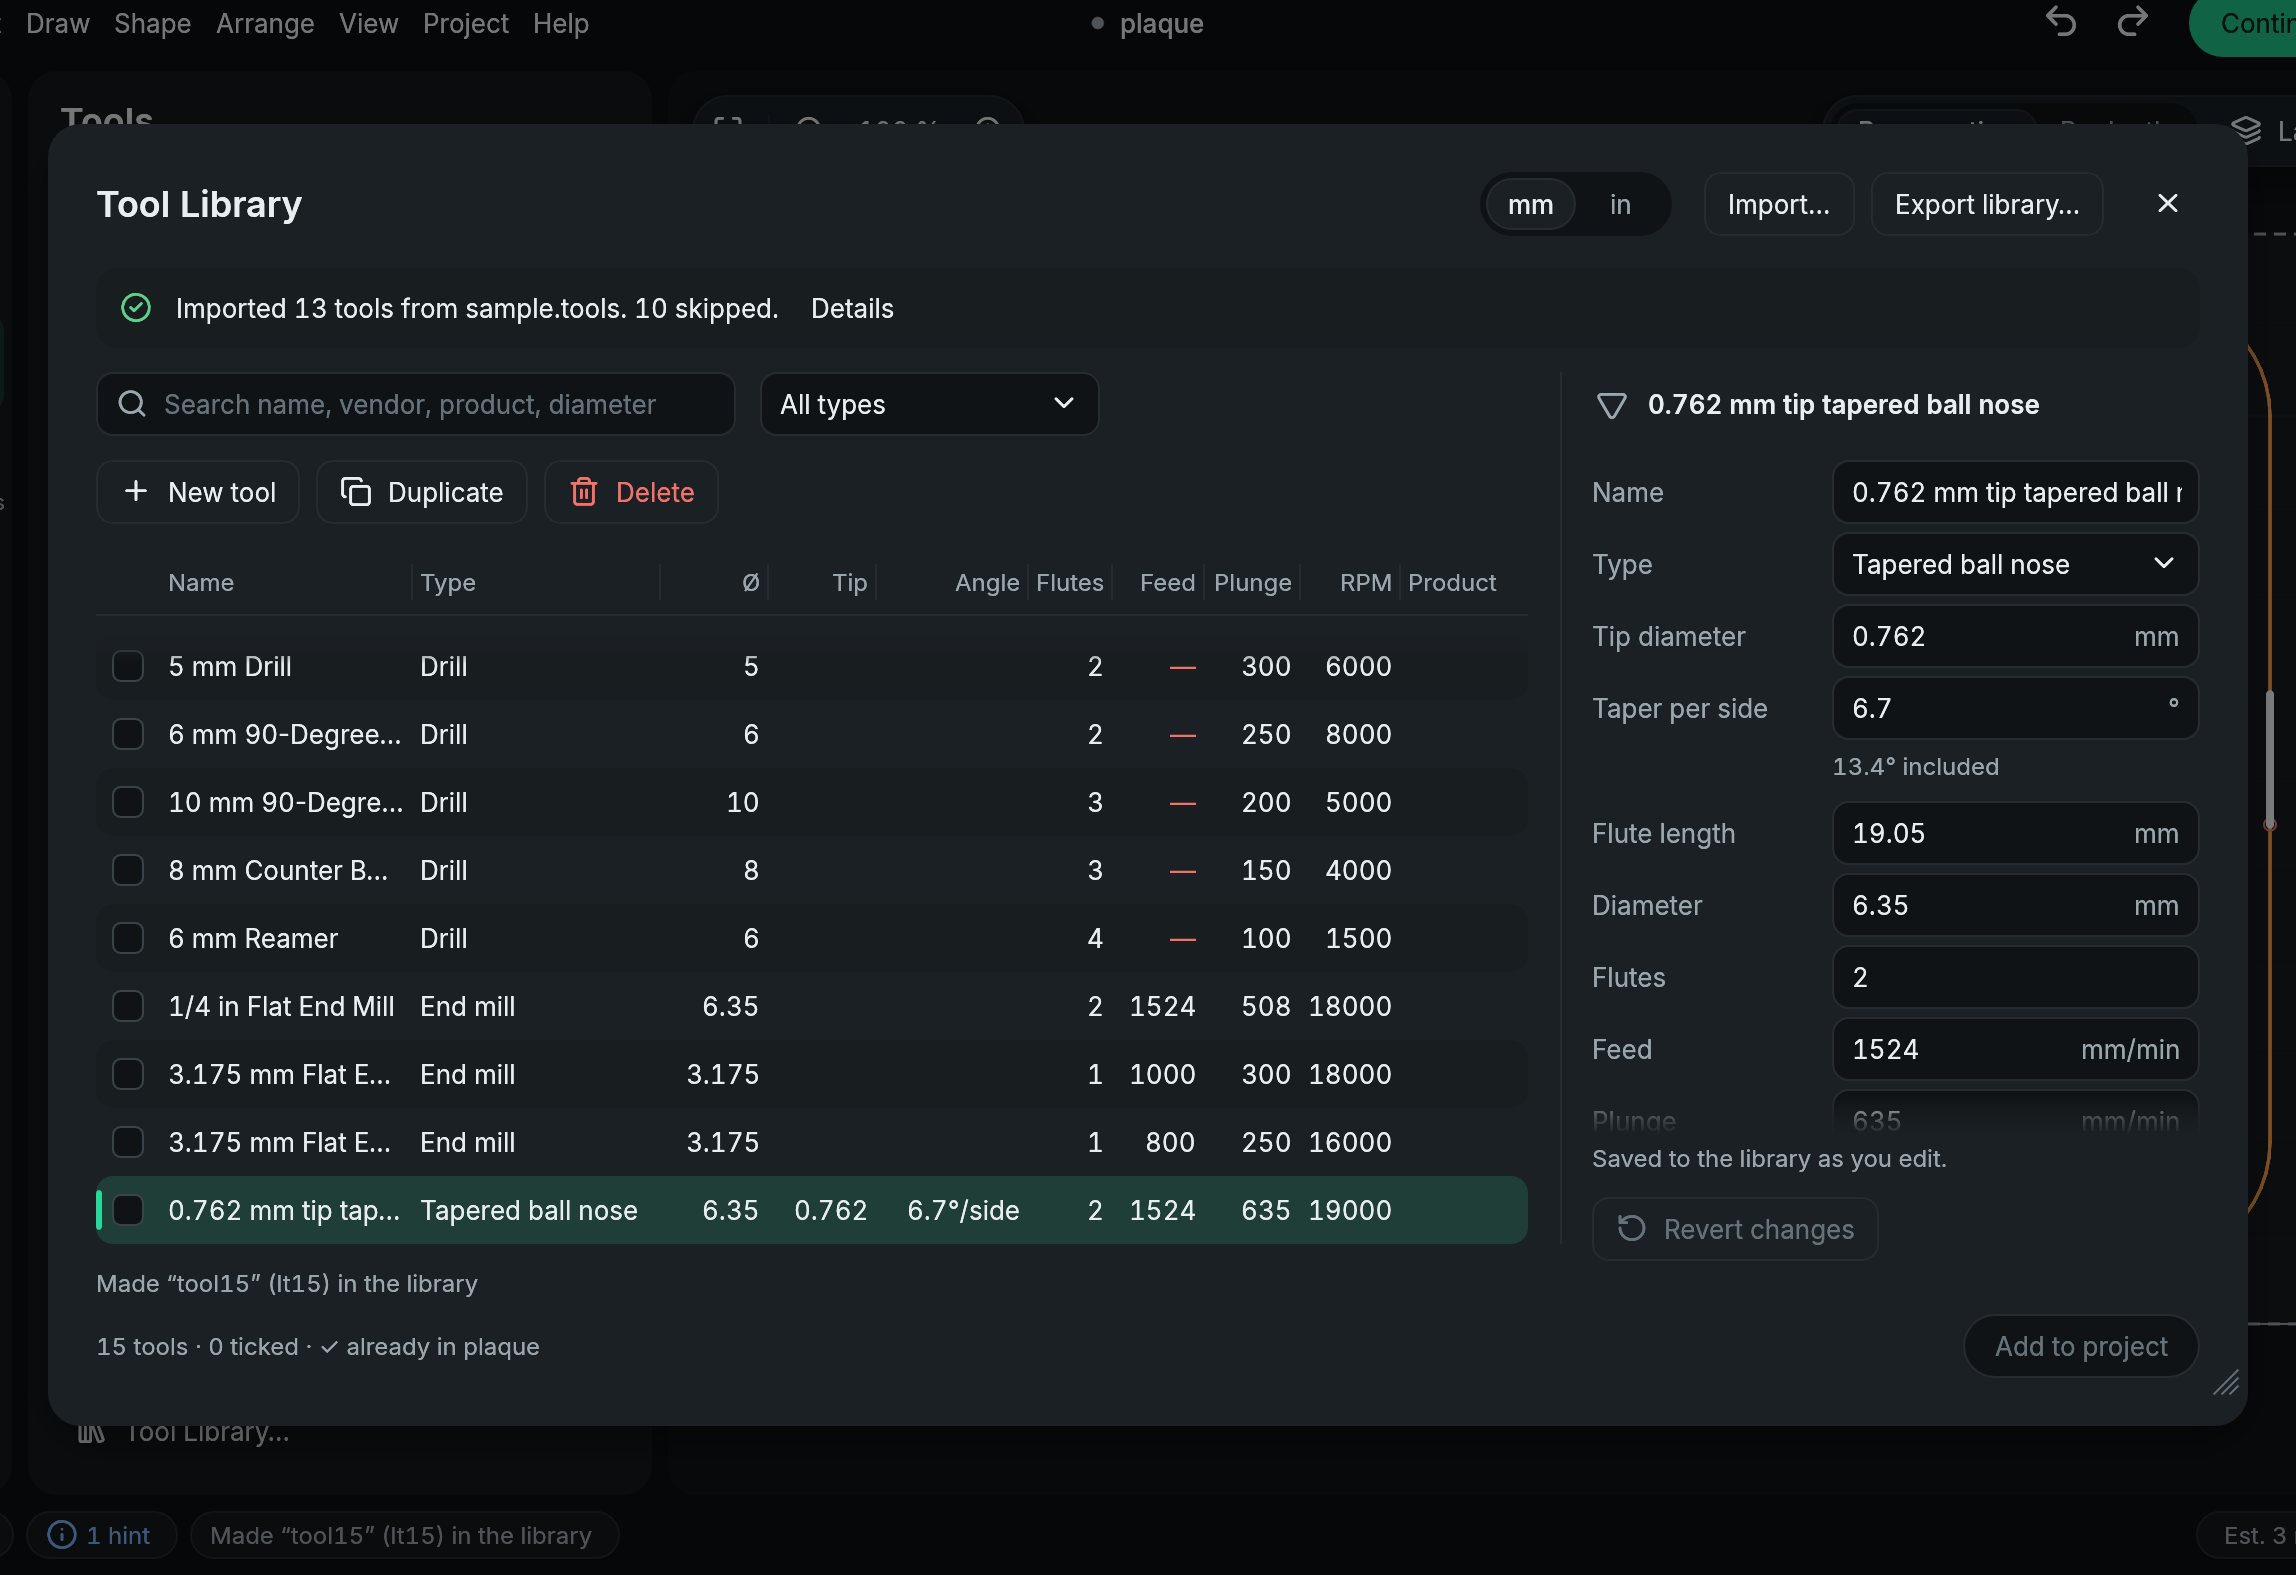 Draw Shape Arrange View Project Help
plaque
Tools
Tool Library
mm in
Import...
Export library...
Imported 13 tools from sample.tools. 10 skipped. Details
Search name, vendor, product, diameter
All types
New tool
Duplicate
Delete
Name Type Ø Tip Angle Flutes Feed Plunge RPM Product
5 mm Drill Drill 5 2 — 300 6000
6 mm 90-Degree... Drill 6 2 — 250 8000
10 mm 90-Degre... Drill 10 3 — 200 5000
8 mm Counter B... Drill 8 3 — 150 4000
6 mm Reamer Drill 6 4 — 100 1500
1/4 in Flat End Mill End mill 6.35 2 1524 508 18000
3.175 mm Flat E... End mill 3.175 1 1000 300 18000
3.175 mm Flat E... End mill 3.175 1 800 250 16000
0.762 mm tip tap... Tapered ball nose 6.35 0.762 6.7°/side 2 1524 635 19000
Made “tool15” (lt15) in the library
15 tools · 0 ticked · ✓ already in plaque
0.762 mm tip tapered ball nose
Name 0.762 mm tip tapered ball
Type Tapered ball nose
Tip diameter 0.762 mm
Taper per side 6.7 °
13.4° included
Flute length 19.05 mm
Diameter 6.35 mm
Flutes 2
Feed 1524 mm/min
Plunge 635 mm/min
Saved to the library as you edit.
Revert changes
Add to project
Tool Library...
1 hint
Made “tool15” (lt15) in the library
Est. 3